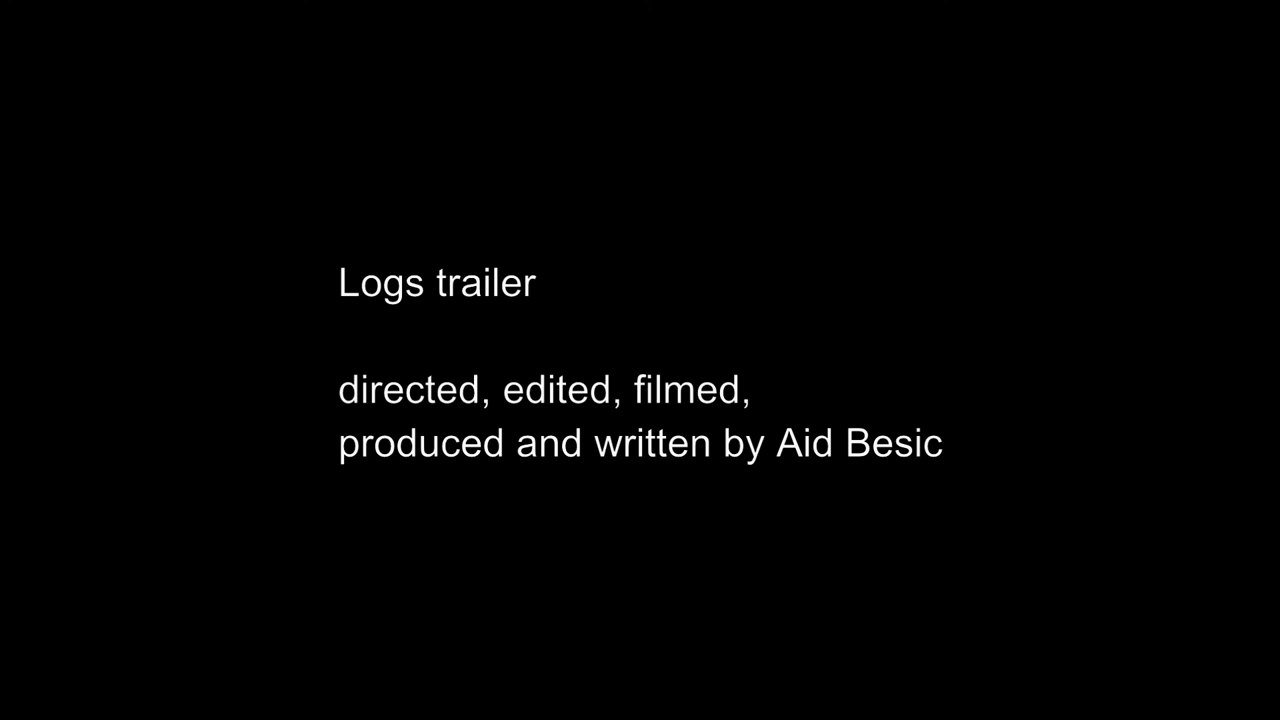 Logs trailer
directed, edited, filmed,
produced and written by Aid Besic